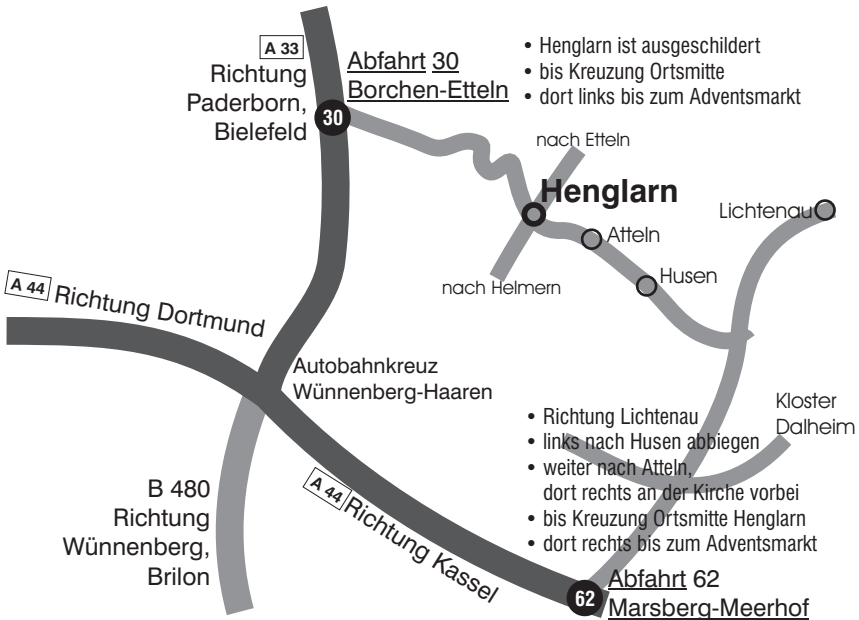 A 33
Richtung
Paderborn,
Bielefeld
30
Abfahrt 30
Borchen-Etteln
• Henglarn ist ausgeschildert
• bis Kreuzung Ortsmitte
• dort links bis zum Adventsmarkt
nach Etteln
Henglarn
Lichtenau
Atteln
Husen
nach Helmern
A 44 Richtung Dortmund
Autobahnkreuz
Wünnenberg-Haaren
Kloster
Dalheim
• Richtung Lichtenau
• links nach Husen abbiegen
• weiter nach Atteln,
dort rechts an der Kirche vorbei
• bis Kreuzung Ortsmitte Henglarn
• dort rechts bis zum Adventsmarkt
B 480
Richtung
Wünnenberg,
Brilon
A 44 Richtung Kassel
62
Abfahrt 62
Marsberg-Meerhof